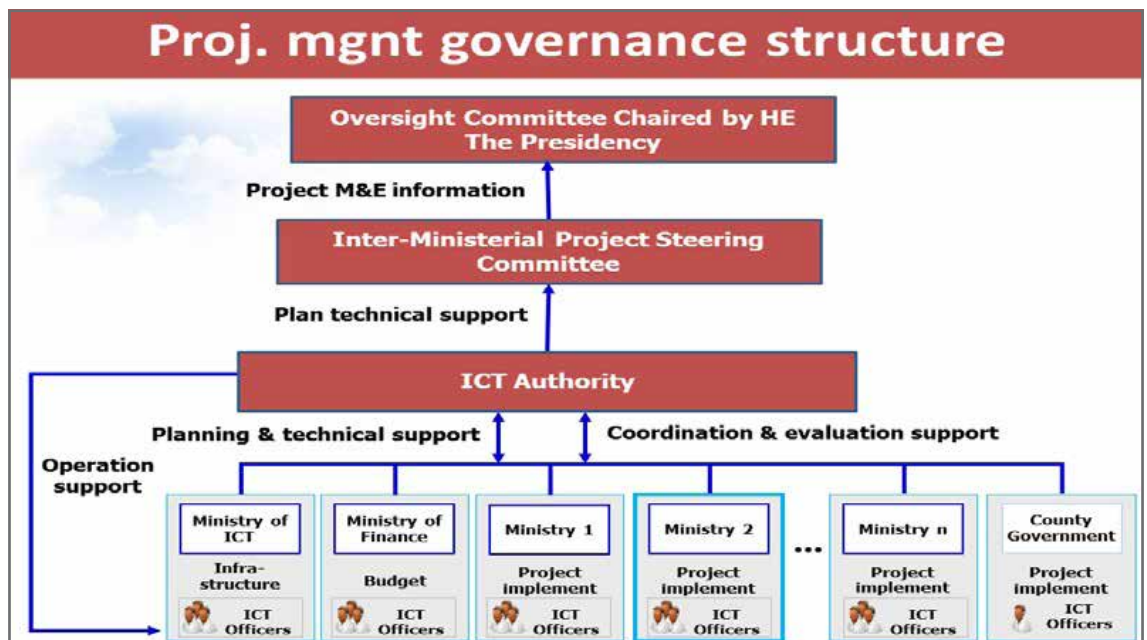 Proj. mgnt governance structure
Oversight Committee Chaired by HE
The Presidency
Project M&E information
Inter-Ministerial Project Steering
Committee
Plan technical support
ICT Authority
Planning & technical support
Coordination & evaluation support
Operation
support
Ministry of
ICT
Infra-
structure
ICT
Officers
Ministry of
Finance
Budget
ICT
Officers
Ministry 1
Project
implement
ICT
Officers
Ministry 2
Project
implement
ICT
Officers
...
Ministry n
Project
implement
ICT
Officers
County
Government
Project
implement
ICT
Officers